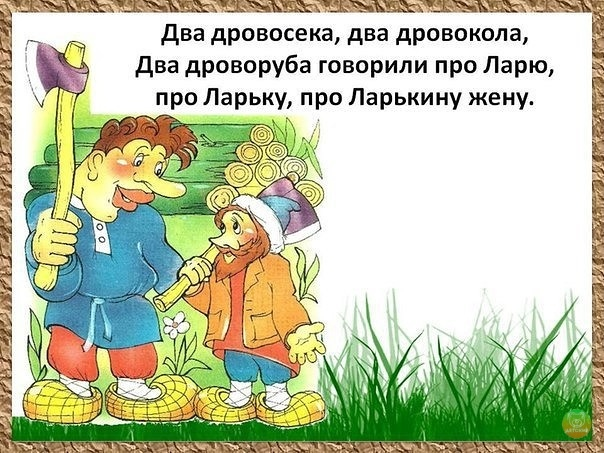 Два дровосека, два дровокола,
Два дроворуба говорили про Ларю,
про Ларьку, про Ларькину жену.